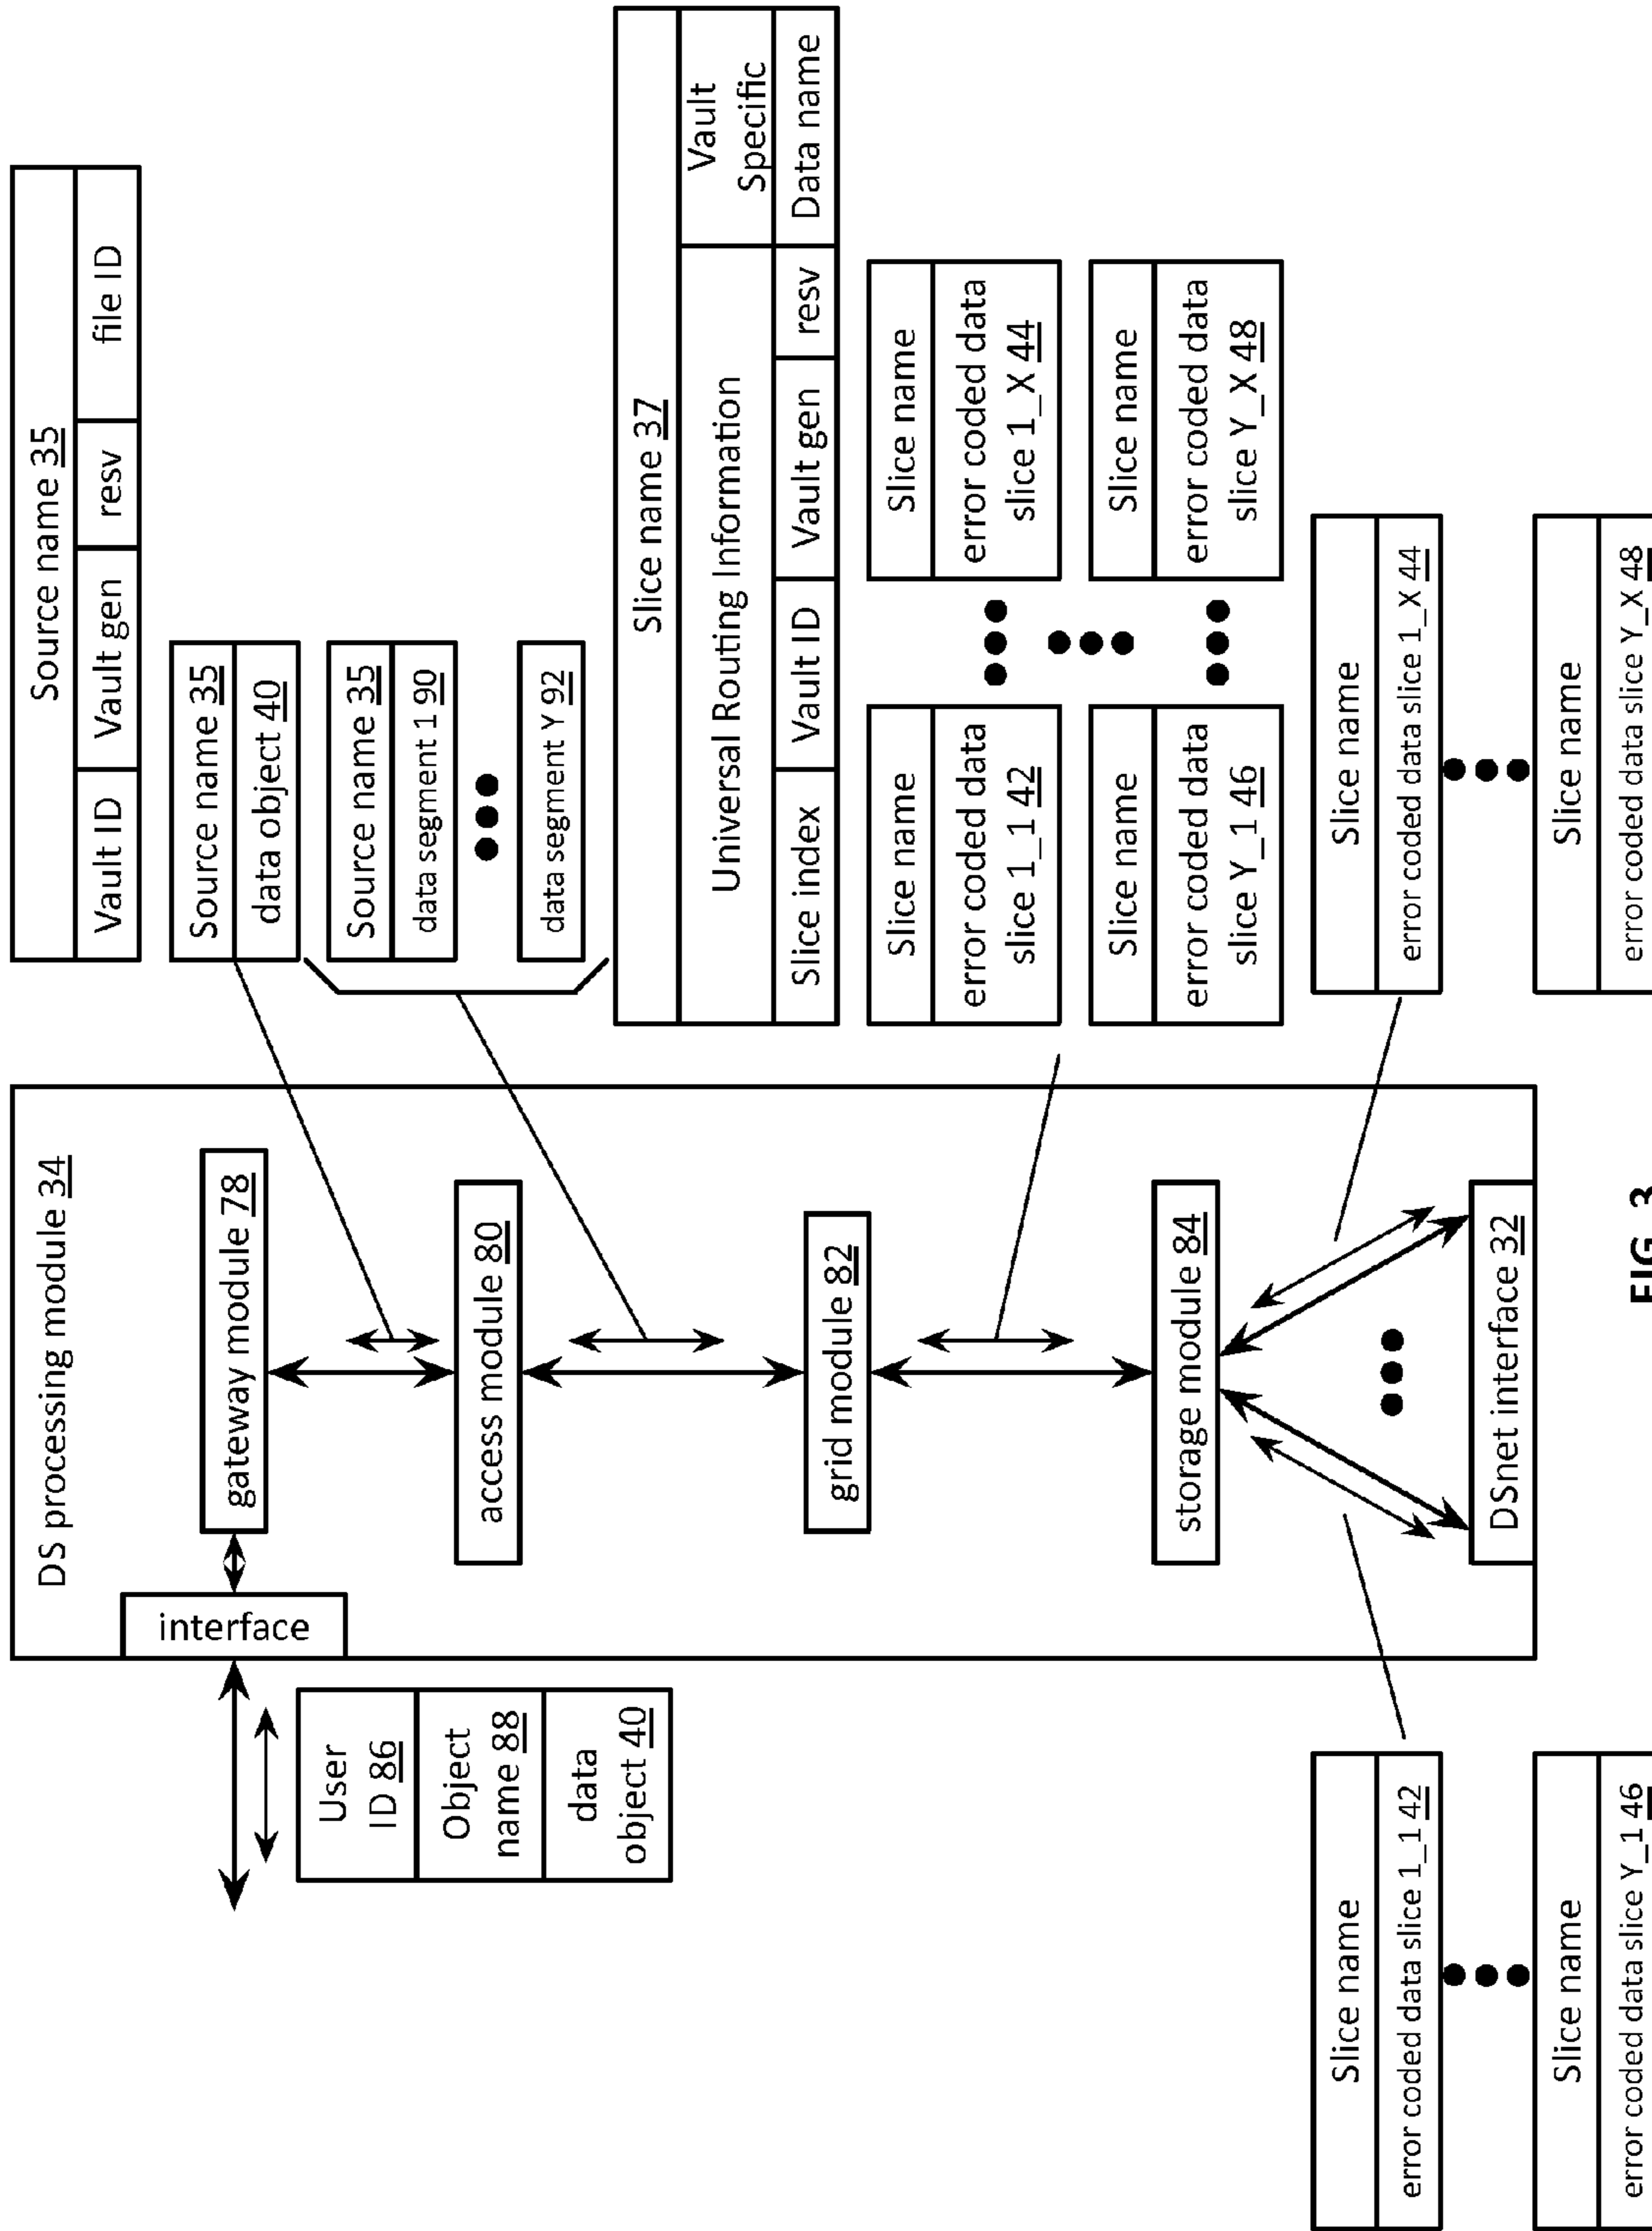 DS processing module 34
interface
gateway module 78
access module 80
grid module 82
storage module 84
DSnet interface 32
User
ID 86
Object
name 88
data
object 40
Source name 35
Vault ID
Vault gen
resv
file ID
Source name 35
data object 40
Source name 35
data segment 1 90
data segment Y 92
Slice name 37
Universal Routing Information
Vault
Specific
Slice index
Vault ID
Vault gen
resv
Data name
Slice name
error coded data
slice 1_1 42
Slice name
error coded data
slice 1_X 44
Slice name
error coded data
slice Y_1 46
Slice name
error coded data
slice Y_X 48
Slice name
error coded data slice 1_1 42
Slice name
error coded data slice Y_1 46
Slice name
error coded data slice 1_X 44
Slice name
error coded data slice Y_X 48
FIG. 3